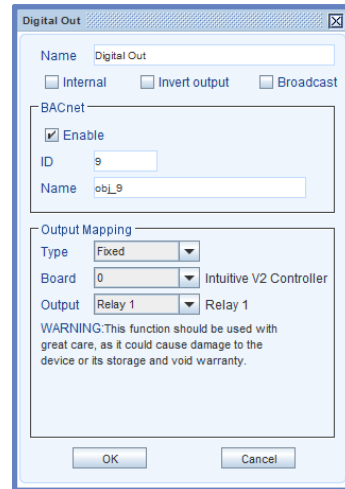 Digital Out
Name Digital Out
Internal Invert output Broadcast
BACnet
Enable
ID 9
Name obj_9
Output Mapping
Type Fixed
Board 0 Intuitive V2 Controller
Output Relay 1 Relay 1
WARNING:This function should be used with
great care, as it could cause damage to the
device or its storage and void warranty.
OK Cancel